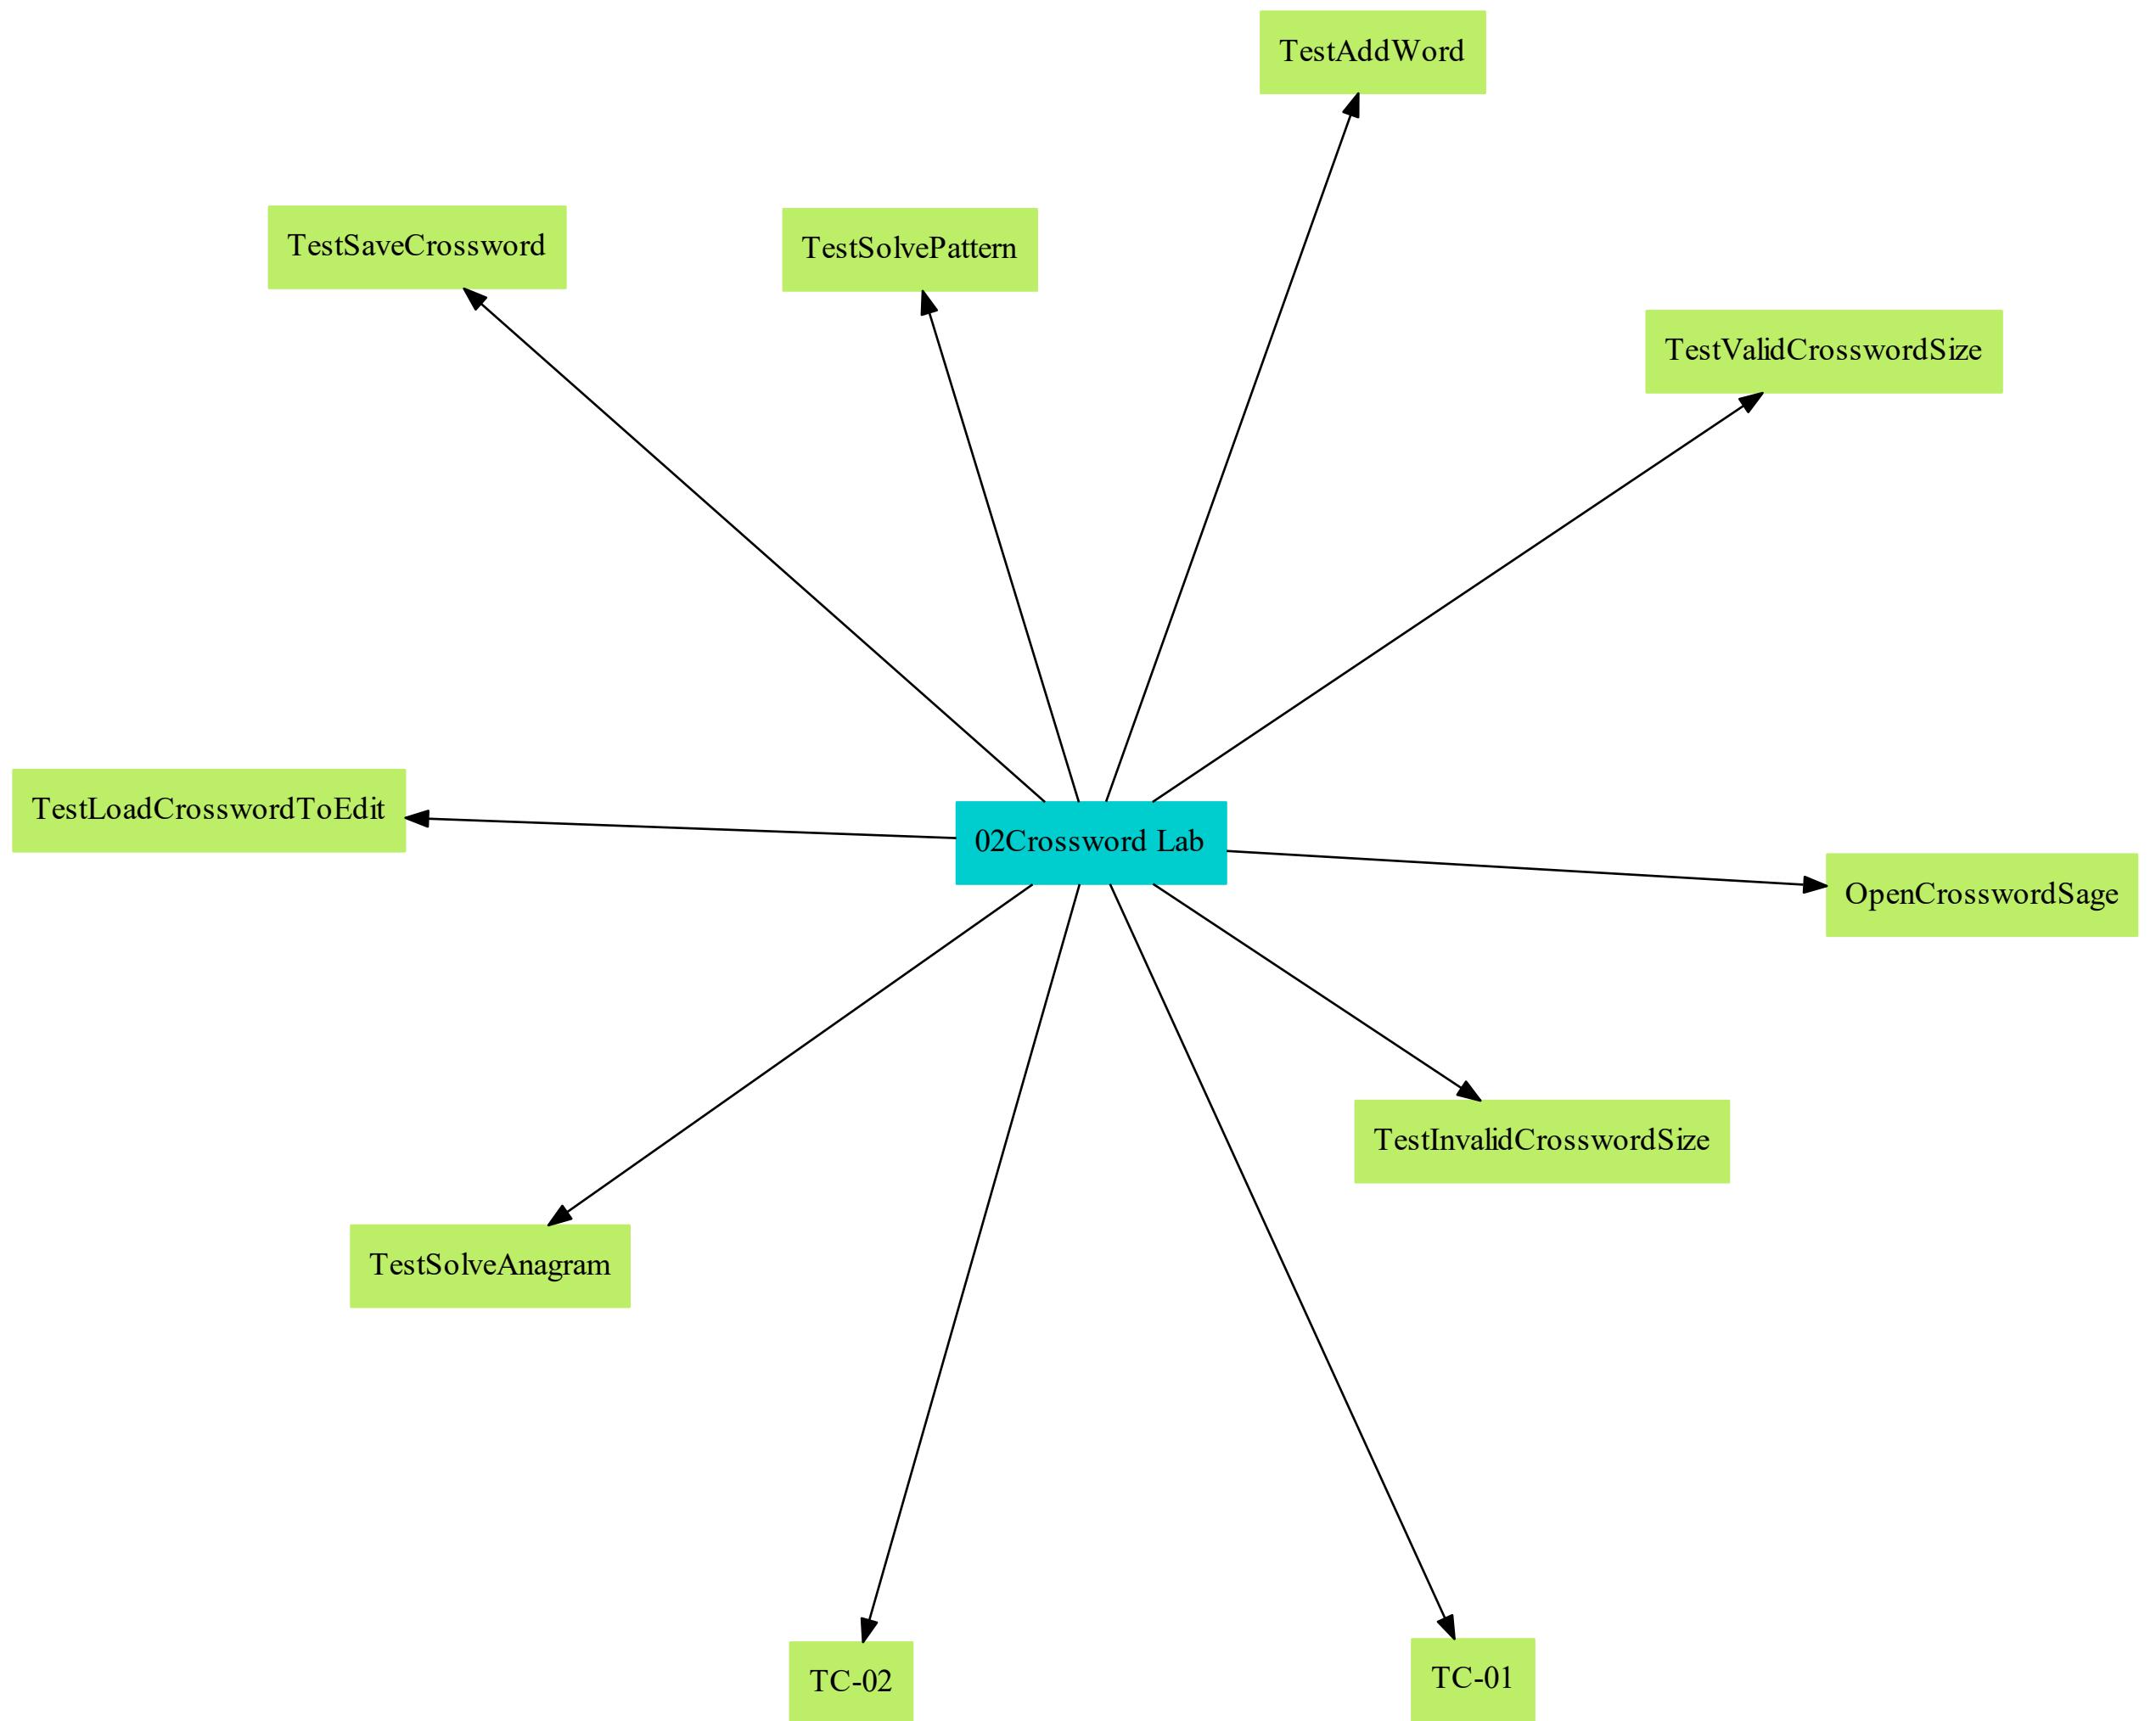 TestAddWord
TestSaveCrossword
TestSolvePattern
TestValidCrosswordSize
TestLoadCrosswordToEdit
02Crossword Lab
OpenCrosswordSage
TestInvalidCrosswordSize
TestSolveAnagram
TC-02
TC-01